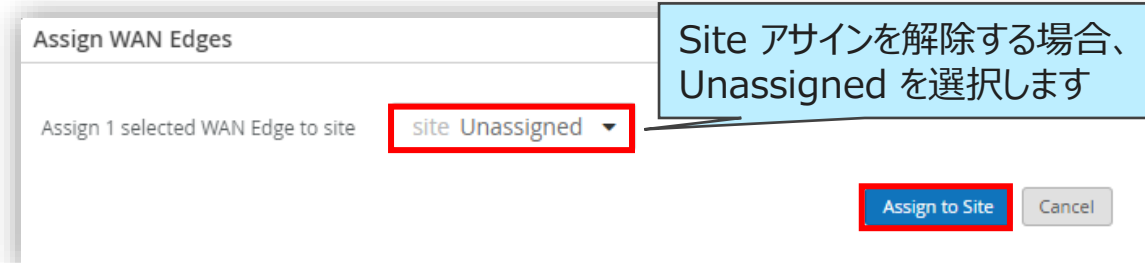 Assign WAN Edges
Site アサインを解除する場合、
Unassigned を選択します
Assign 1 selected WAN Edge to site
site Unassigned
Assign to Site
Cancel